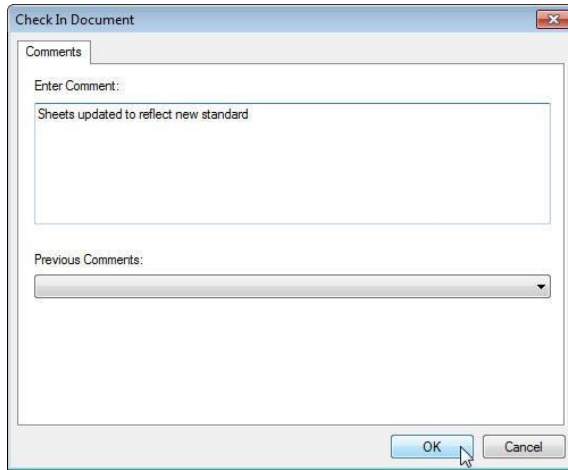 Check In Document
Comments
Enter Comment:
Sheets updated to reflect new standard
Previous Comments:
OK
Cancel